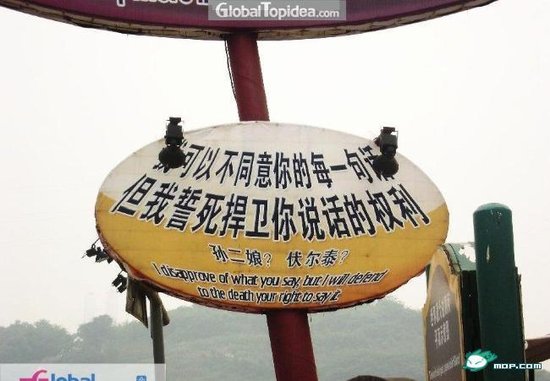 GlobalTopidea.com
可以不同意你的每一句
但我誓死捍卫你说话的权利
孙二娘？ 伏尔泰？
I disapprove of what you say, but I will defend
to the death your right to say it
Global
mop.com